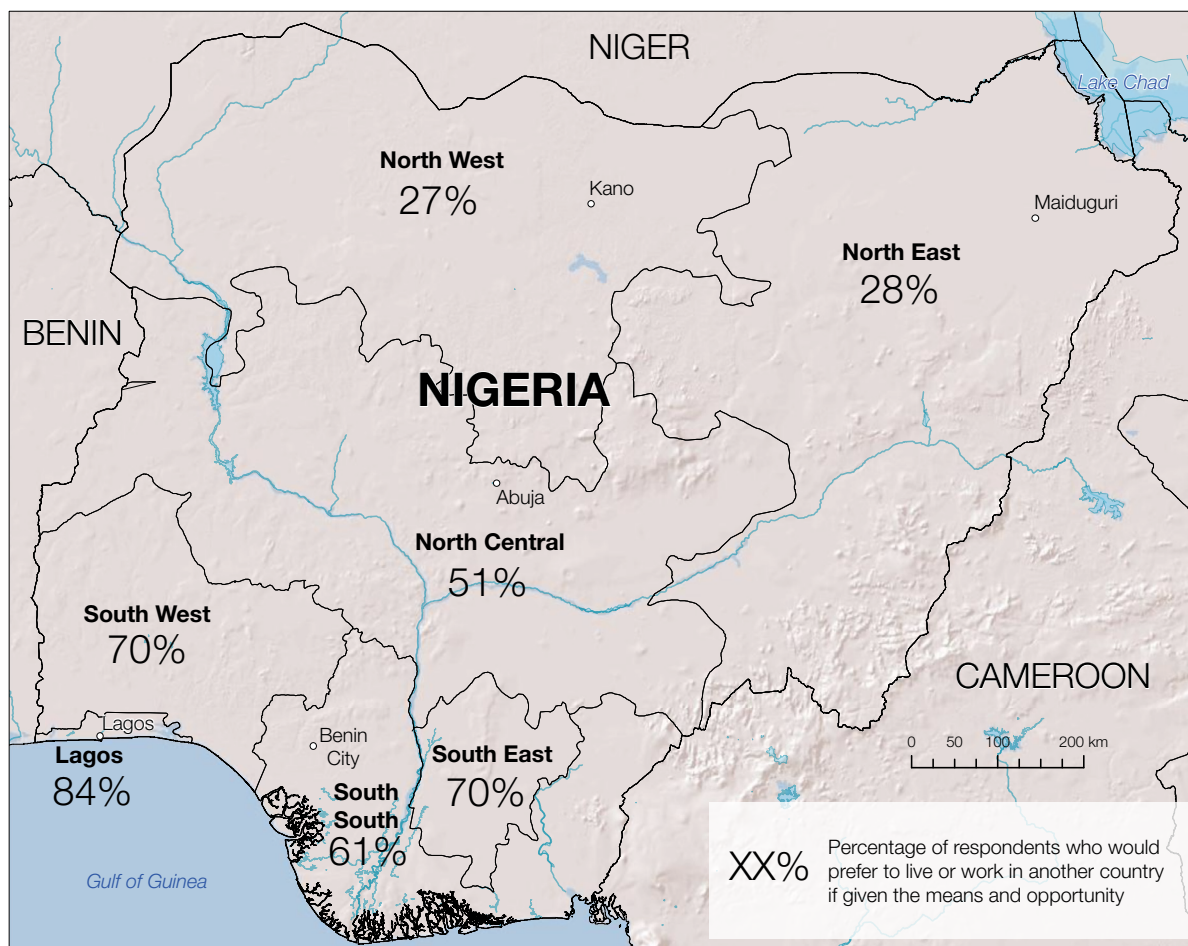 NIGER
Lake Chad
North West
27%
Kano
Maiduguri
North East
28%
BENIN
NIGERIA
Abuja
North Central
51%
South West
70%
CAMEROON
Lagos
Benin
City
Lagos
84%
South East
70%
South
South
61%
0 50 100 200 km
Gulf of Guinea
XX%
Percentage of respondents who would
prefer to live or work in another country
if given the means and opportunity